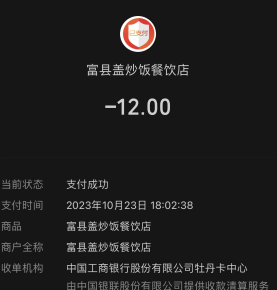 富县盖炒饭餐饮店
-12.00
当前状态 支付成功
支付时间 2023年10月23日 18:02:38
商品 富县盖炒饭餐饮店
商户全称 富县盖炒饭餐饮店
收单机构 中国工商银行股份有限公司牡丹卡中心
由中国银联股份有限公司提供收款清算服务